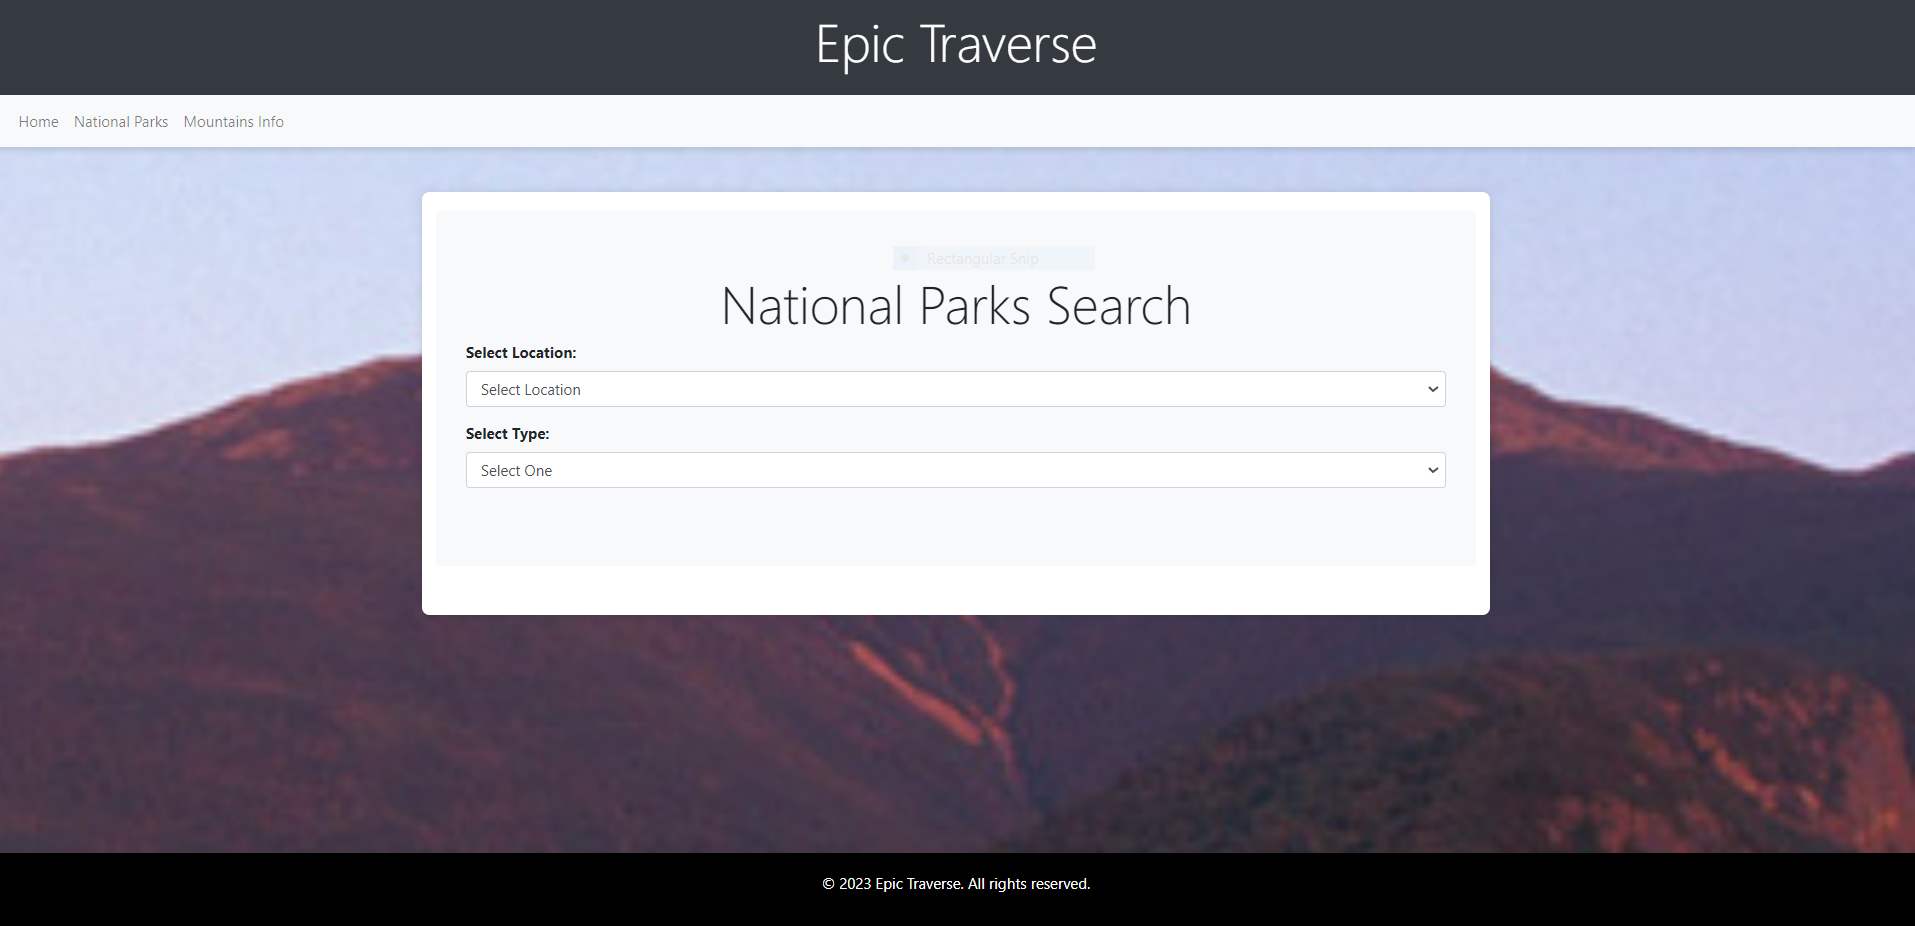 Epic Traverse
Home National Parks Mountains Info
Rectangular Snip
National Parks Search
Select Location:
Select Location
Select Type:
Select One
© 2023 Epic Traverse. All rights reserved.